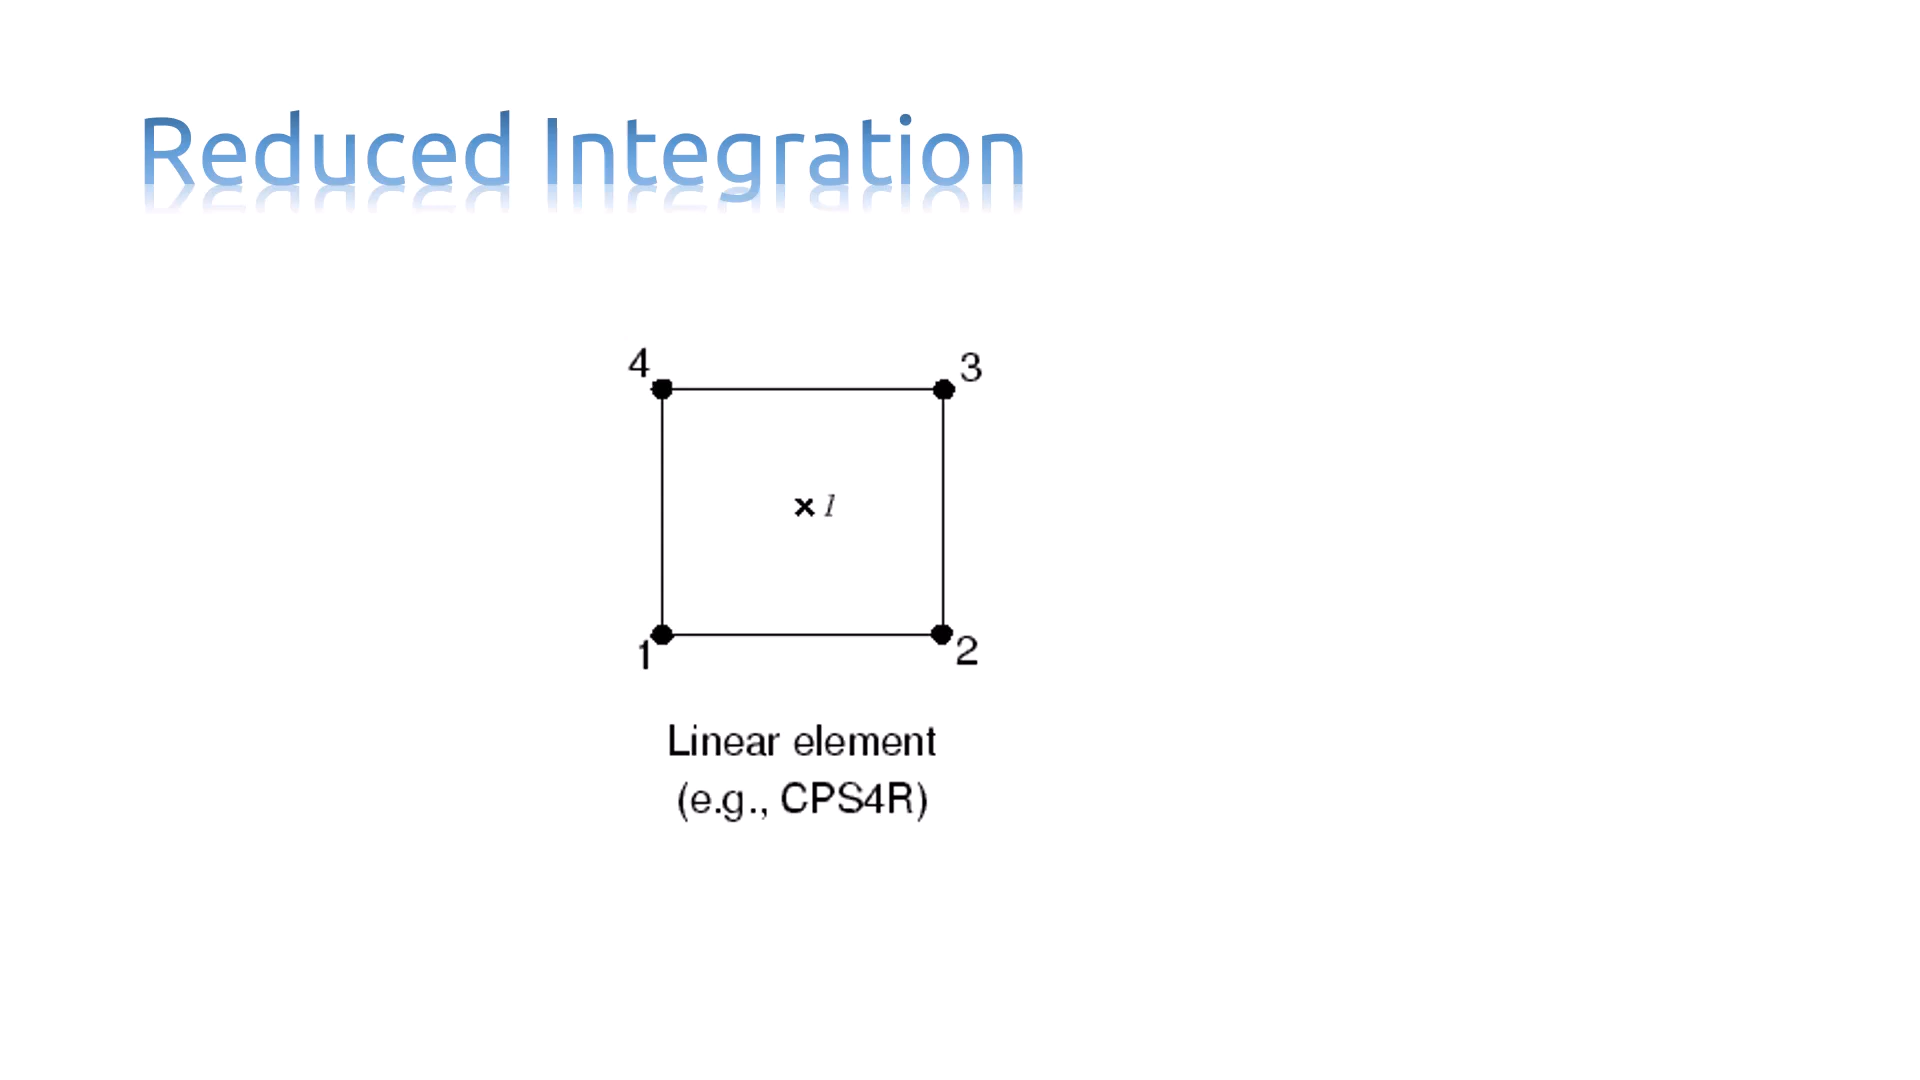 Reduced Integration
4
3
1
1
2
Linear element
(e.g., CPS4R)